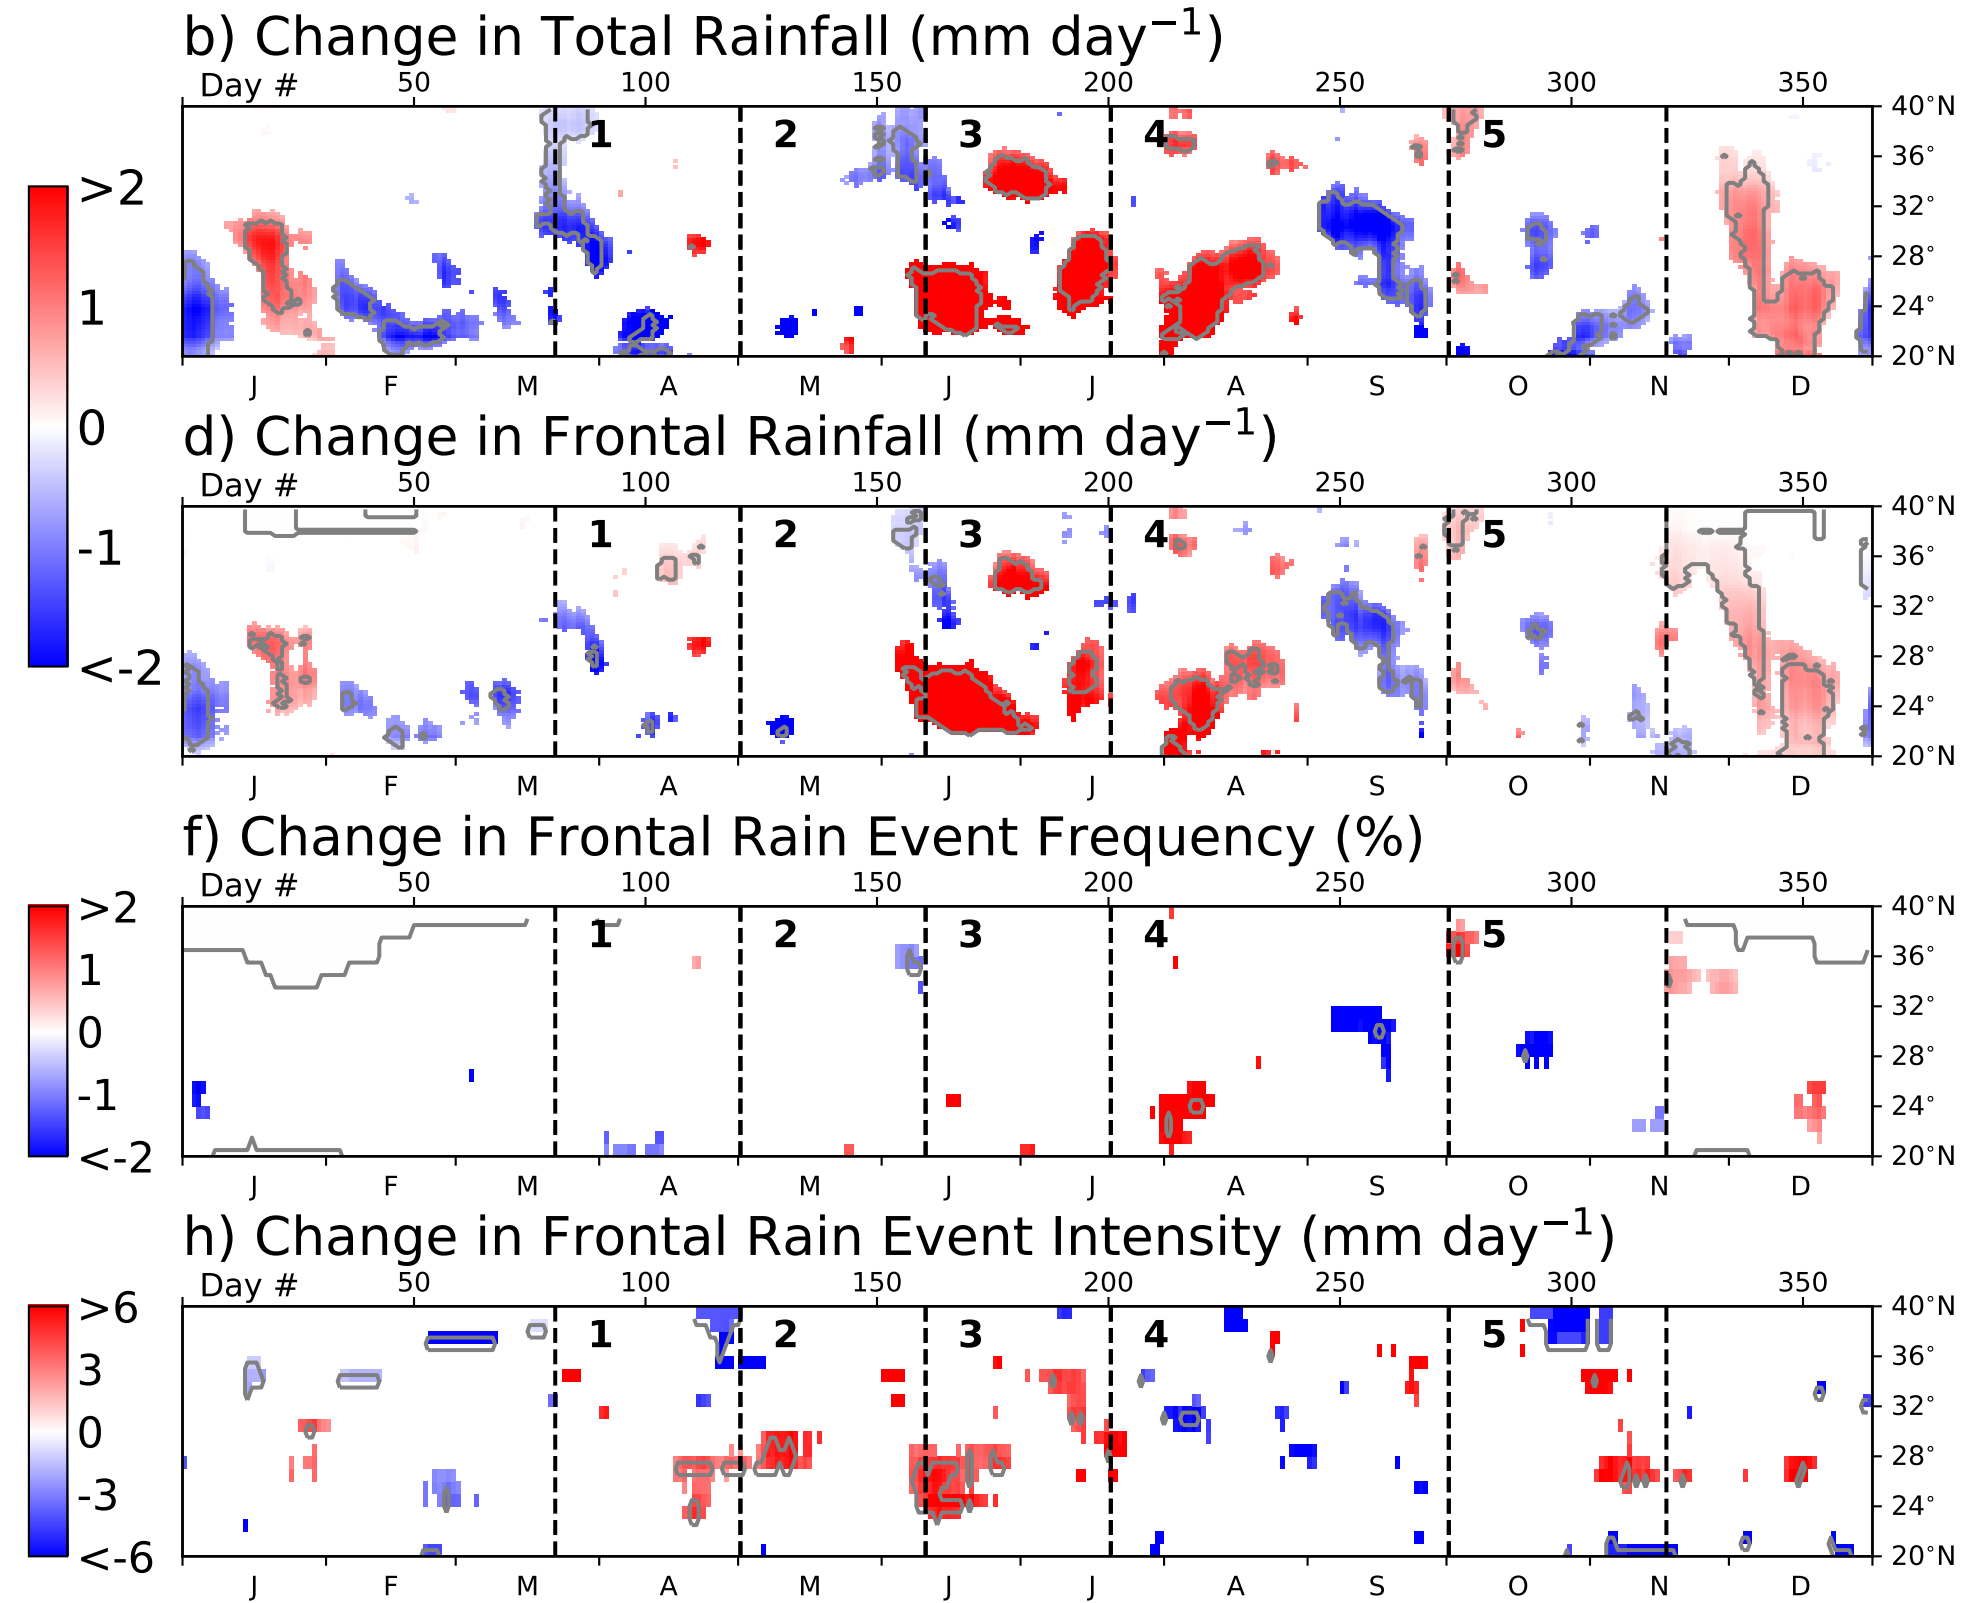 b) Change in Total Rainfall (mm day⁻¹)
Day # 50 100 150 200 250 300 350
1 2 3 4 5
40°N
36°
32°
28°
24°
20°N
J F M A M J J A S O N D
>2
1
0
-1
<-2
d) Change in Frontal Rainfall (mm day⁻¹)
Day # 50 100 150 200 250 300 350
1 2 3 4 5
40°N
36°
32°
28°
24°
20°N
J F M A M J J A S O N D
f) Change in Frontal Rain Event Frequency (%)
Day # 50 100 150 200 250 300 350
1 2 3 4 5
40°N
36°
32°
28°
24°
20°N
J F M A M J J A S O N D
>2
1
0
-1
<-2
h) Change in Frontal Rain Event Intensity (mm day⁻¹)
Day # 50 100 150 200 250 300 350
1 2 3 4 5
40°N
36°
32°
28°
24°
20°N
J F M A M J J A S O N D
>6
3
0
-3
<-6